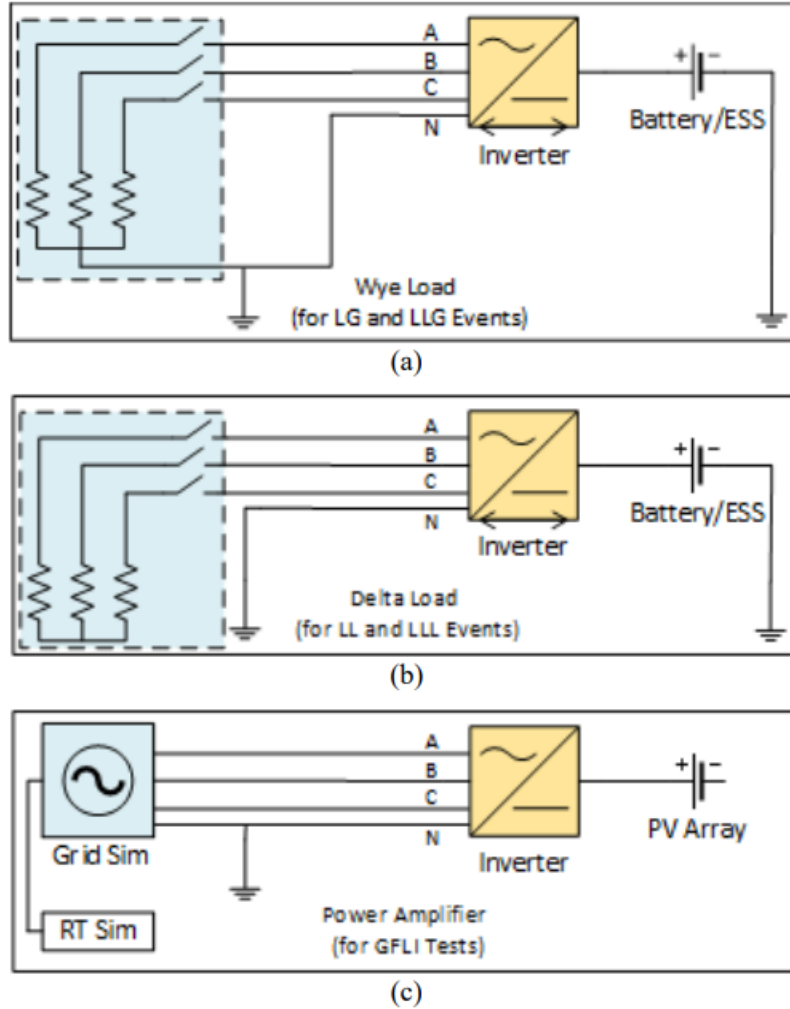 A
B
C
N
+ -
Battery/ESS
Inverter
Wye Load
(for LG and LLG Events)
(a)
A
B
C
N
+ -
Battery/ESS
Inverter
Delta Load
(for LL and LLL Events)
(b)
A
B
C
N
+ -
PV Array
Grid Sim
Inverter
RT Sim
Power Amplifier
(for GFLI Tests)
(c)